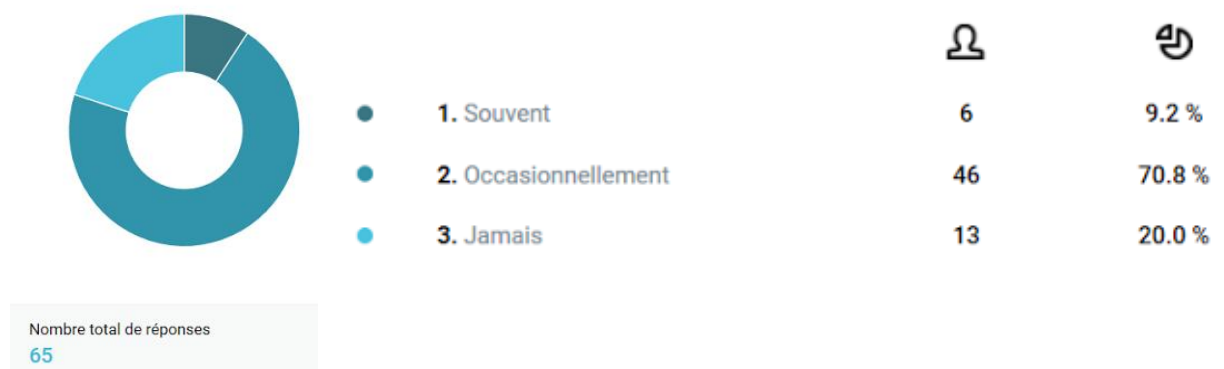 1. Souvent 6 9.2 %
2. Occasionnellement 46 70.8 %
3. Jamais 13 20.0 %
Nombre total de réponses
65